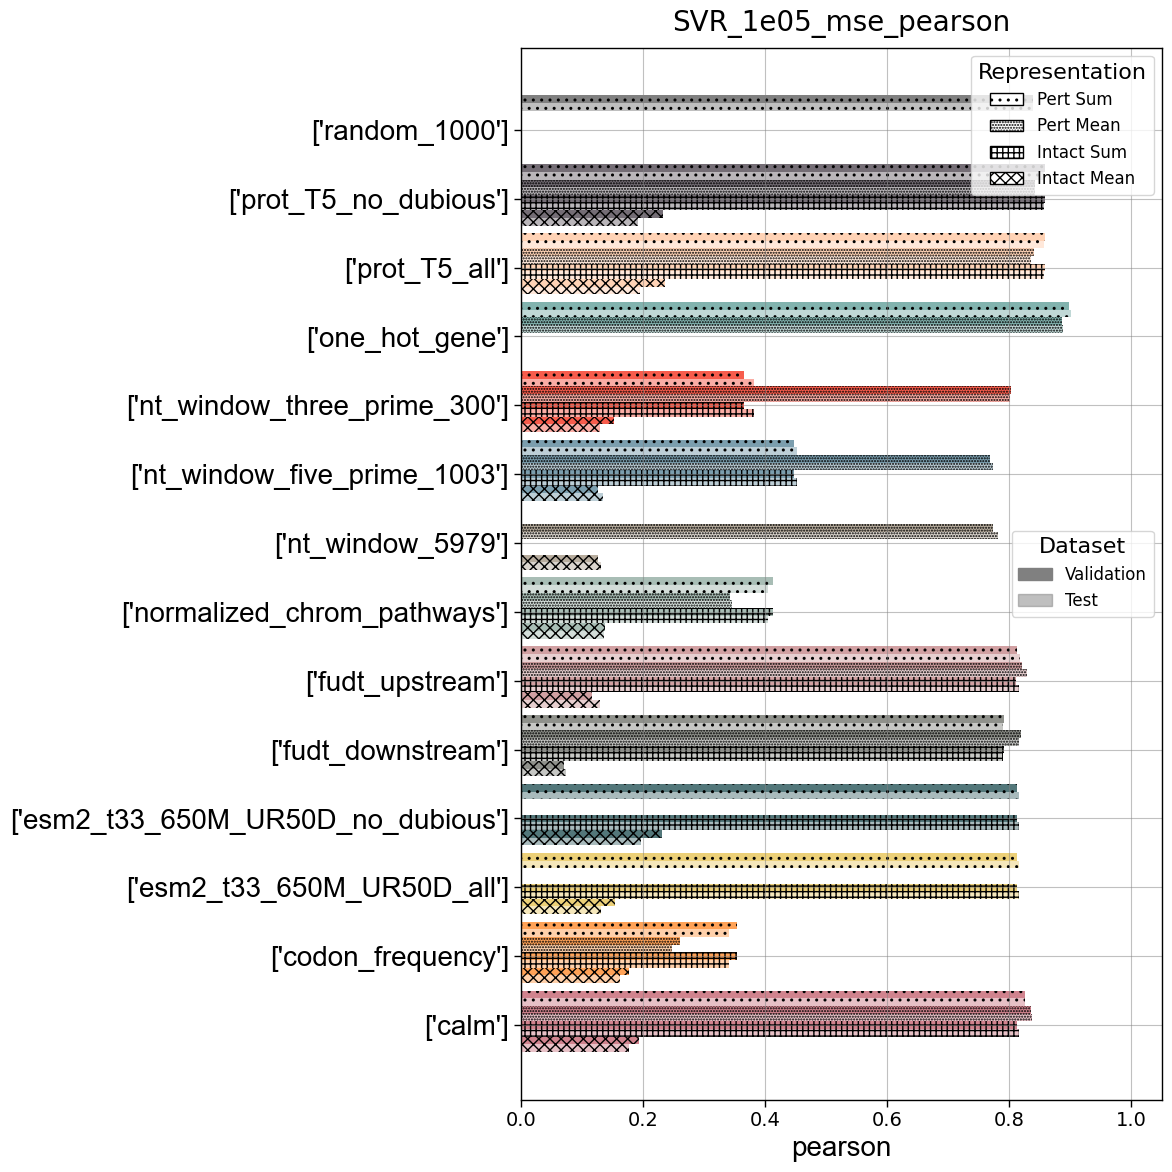 SVR_1e05_mse_pearson
Representation
Pert Sum
Pert Mean
Intact Sum
Intact Mean
['random_1000']
['prot_T5_no_dubious']
['prot_T5_all']
['one_hot_gene']
['nt_window_three_prime_300']
['nt_window_five_prime_1003']
['nt_window_5979']
Dataset
Validation
Test
['normalized_chrom_pathways']
['fudt_upstream']
['fudt_downstream']
['esm2_t33_650M_UR50D_no_dubious']
['esm2_t33_650M_UR50D_all']
['codon_frequency']
['calm']
0.0 0.2 0.4 0.6 0.8 1.0
pearson